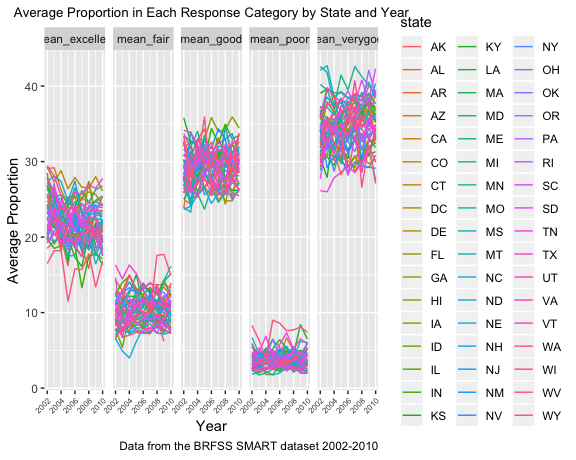 Average Proportion in Each Response Category by State and Year
ean_excelle mean_fair mean_good mean_poor ean_verygoo
Average Proportion
40
30
20
10
0
2002 2004 2006 2008 2010 2002 2004 2006 2008 2010 2002 2004 2006 2008 2010 2002 2004 2006 2008 2010 2002 2004 2006 2008 2010
Year
Data from the BRFSS SMART dataset 2002-2010
state
AK KY NY
AL LA OH
AR MA OK
AZ MD OR
CA ME PA
CO MI RI
CT MN SC
DC MO SD
DE MS TN
FL MT TX
GA NC UT
HI ND VA
IA NE VT
ID NH WA
IL NJ WI
IN NM WV
KS NV WY